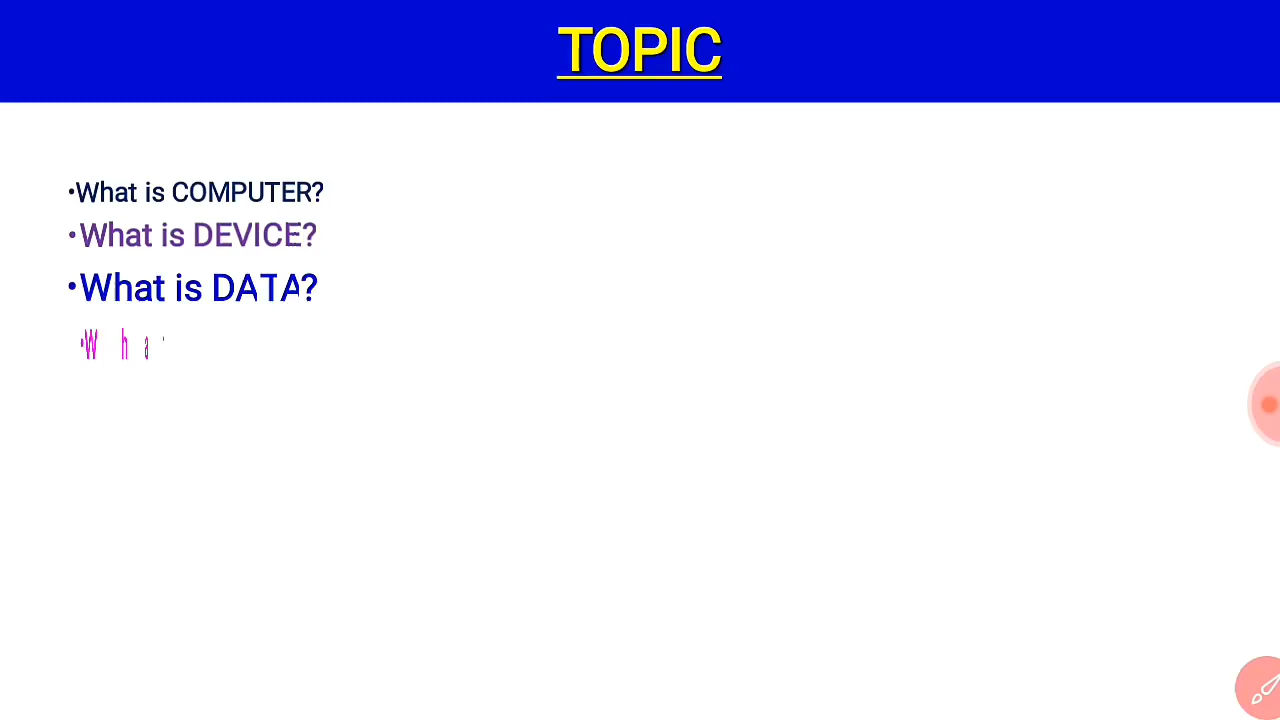 TOPIC
•What is COMPUTER?
•What is DEVICE?
•What is DATA?
•Wha